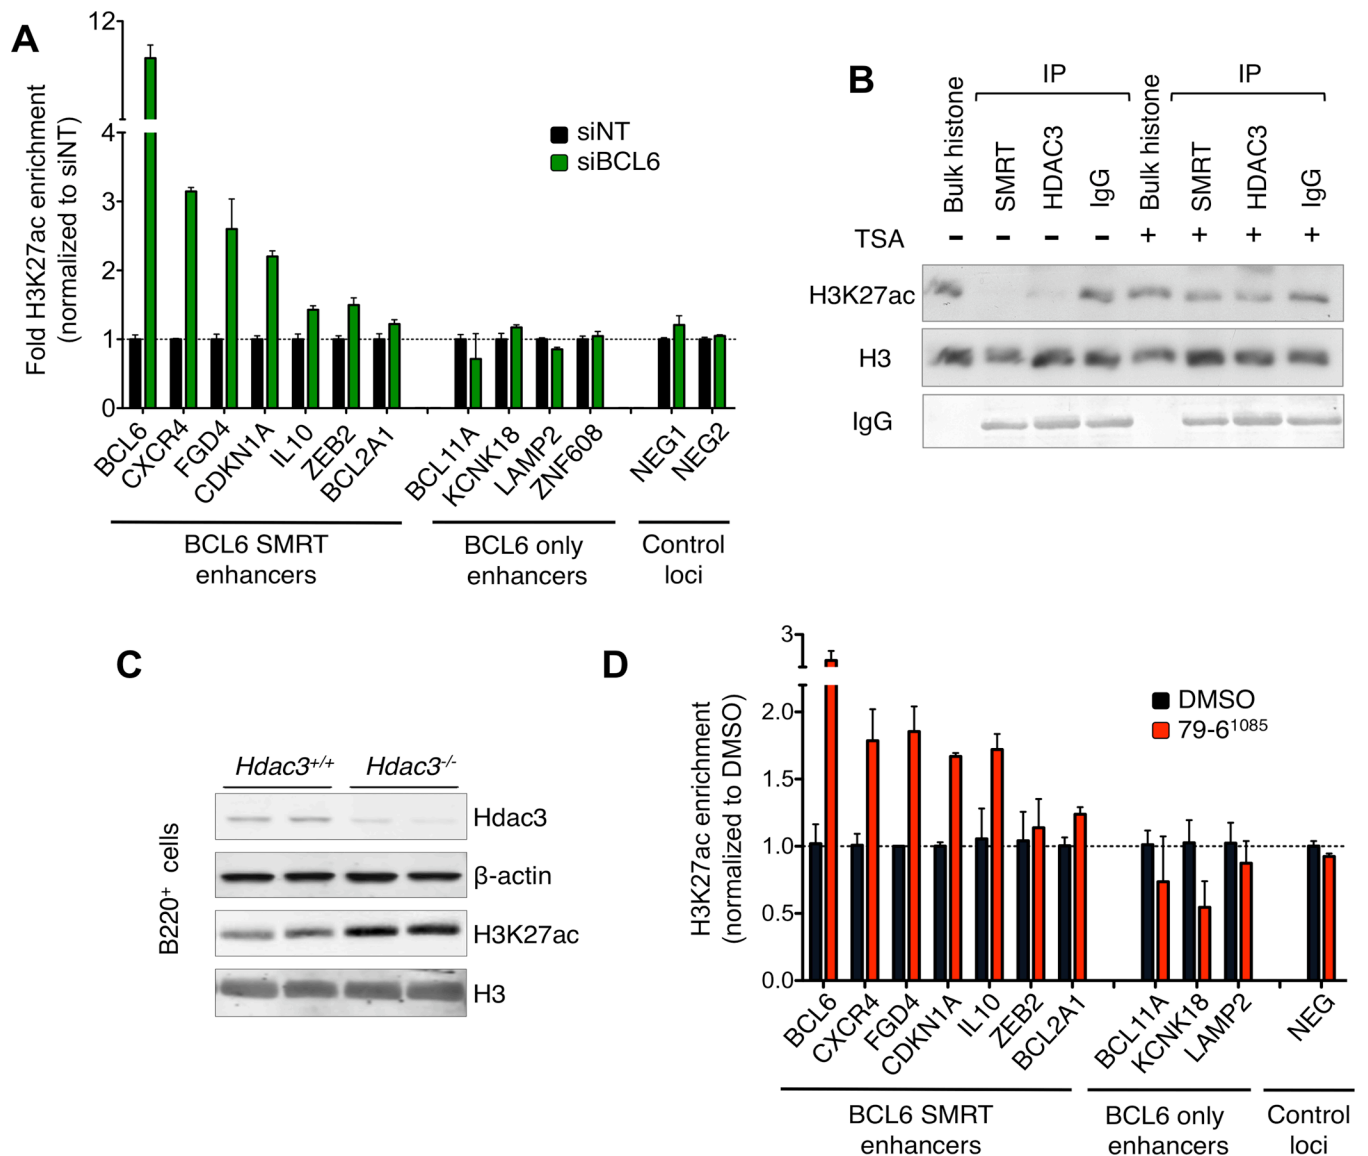 A
12
4
3
2
1
0
Fold H3K27ac enrichment
(normalized to siNT)
siNT
siBCL6
BCL6
CXCR4
FGD4
CDKN1A
IL10
ZEB2
BCL2A1
BCL11A
KCNK18
LAMP2
ZNF608
NEG1
NEG2
BCL6 SMRT
enhancers
BCL6 only
enhancers
Control
loci
B
IP
IP
Bulk histone
SMRT
HDAC3
IgG
Bulk histone
SMRT
HDAC3
IgG
TSA - - - - + + + +
H3K27ac
H3
IgG
C
Hdac3+/+ Hdac3-/-
B220+ cells
Hdac3
β-actin
H3K27ac
H3
D
3
2.0
1.5
1.0
0.5
0.0
H3K27ac enrichment
(normalized to DMSO)
DMSO
79-6¹⁰⁸⁵
BCL6
CXCR4
FGD4
CDKN1A
IL10
ZEB2
BCL2A1
BCL11A
KCNK18
LAMP2
NEG
BCL6 SMRT
enhancers
BCL6 only
enhancers
Control
loci